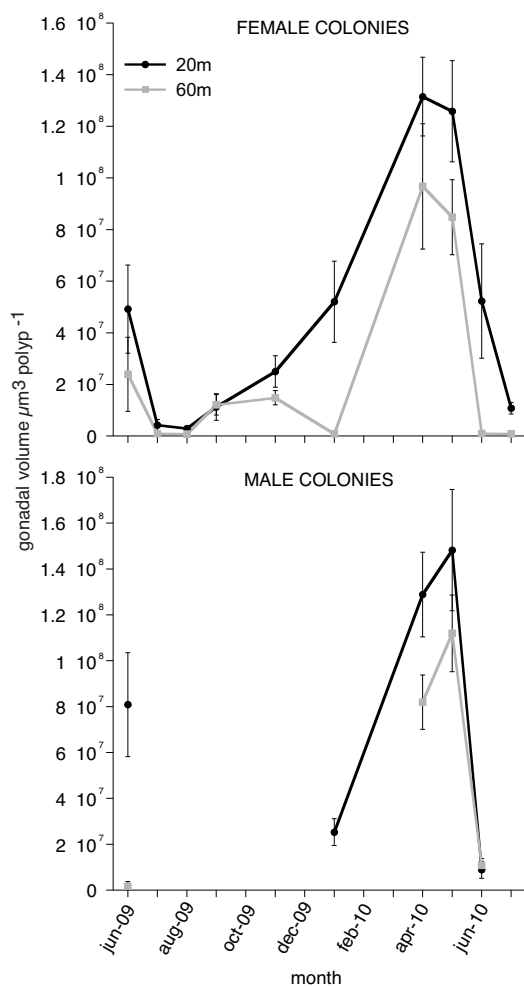 FEMALE COLONIES
20m
60m
1.6 10⁸
1.4 10⁸
1.2 10⁸
1 10⁸
8 10⁷
6 10⁷
4 10⁷
2 10⁷
0
gonadal volume µm3 polyp⁻¹
MALE COLONIES
1.8 10⁸
1.6 10⁸
1.4 10⁸
1.2 10⁸
1 10⁸
8 10⁷
6 10⁷
4 10⁷
2 10⁷
0
jun-09 aug-09 oct-09 dec-09 feb-10 apr-10 jun-10
month